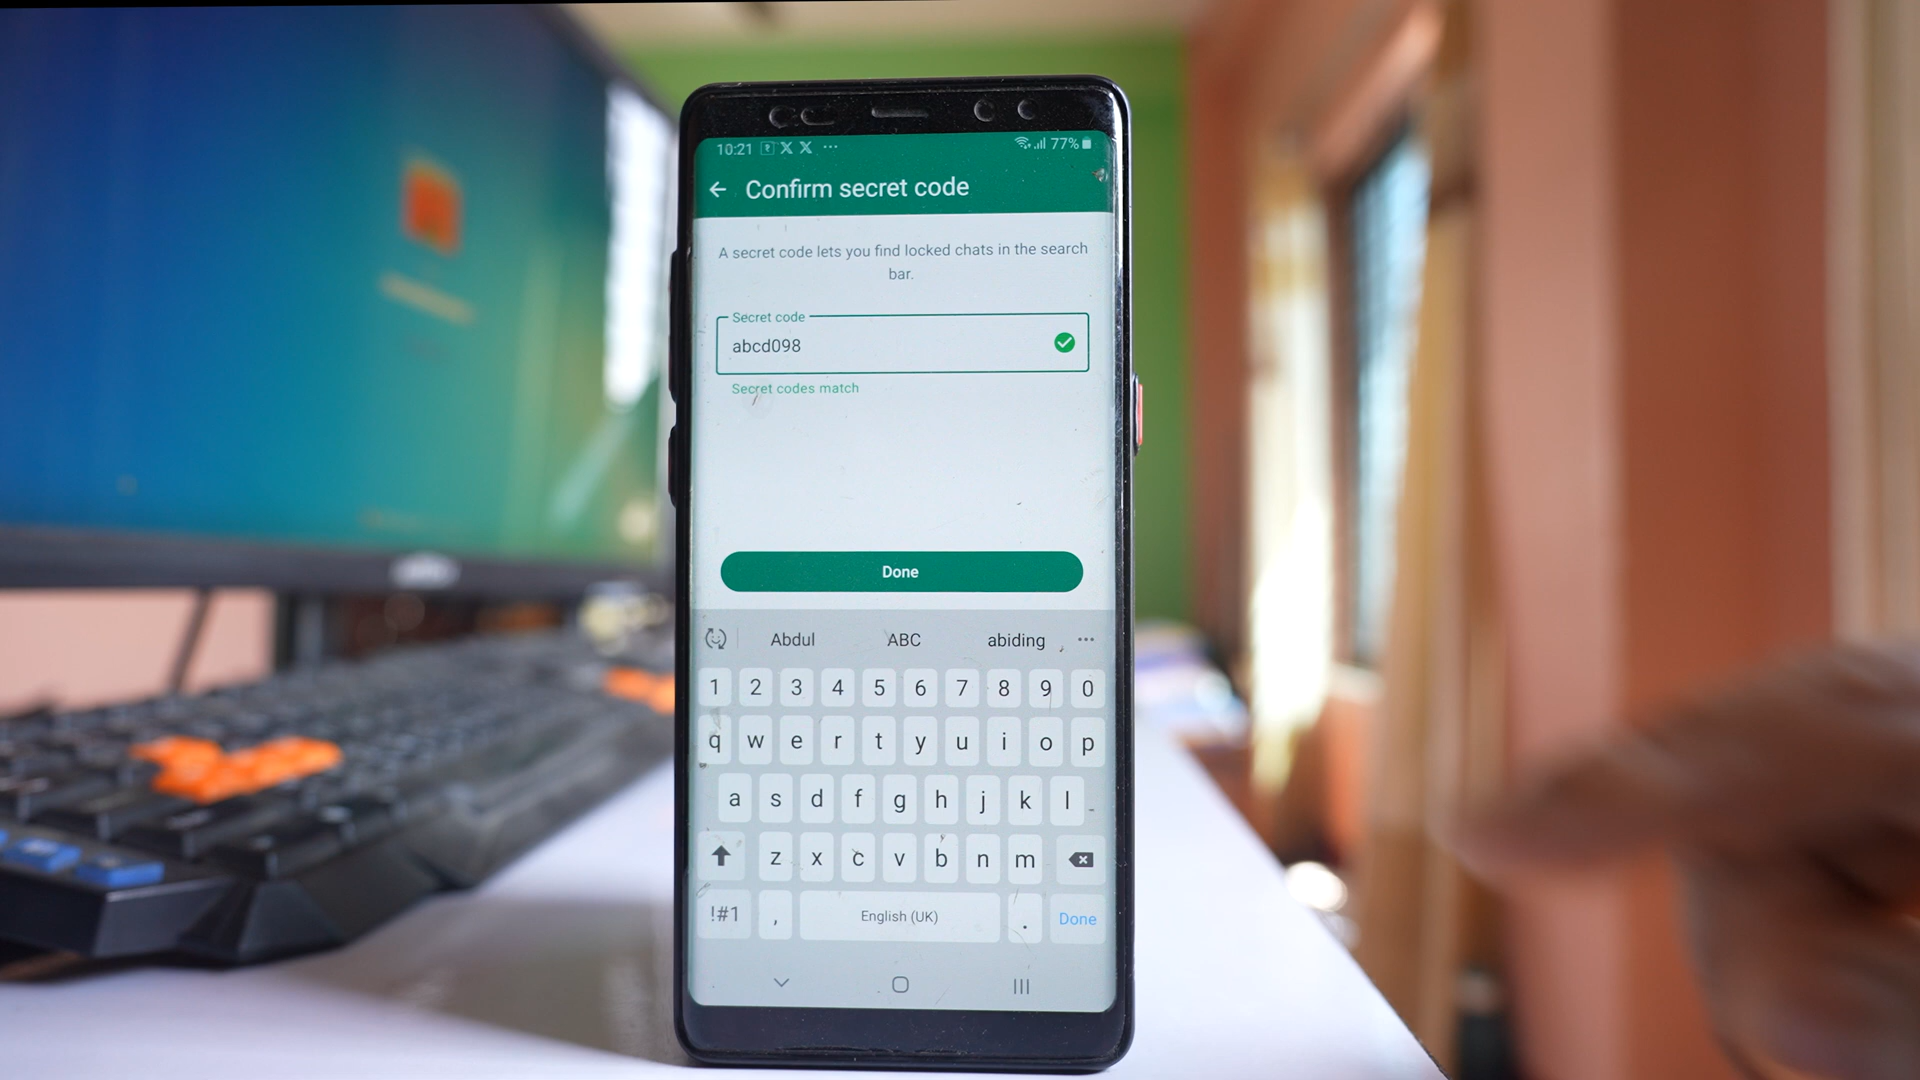 10:21 77%
Confirm secret code
A secret code lets you find locked chats in the search
bar.
Secret code
abcd098
Secret codes match
Done
Abdul ABC abiding
1 2 3 4 5 6 7 8 9 0
q w e r t y u i o p
a s d f g h j k l
z x c v b n m
!#1 , English (UK) . Done